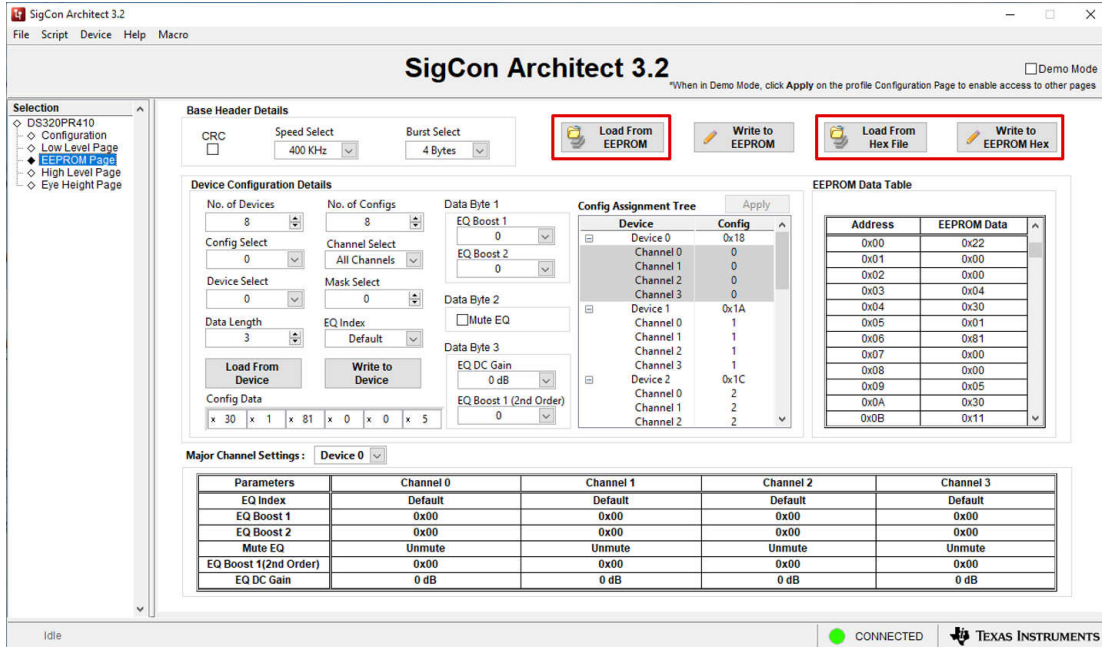 SigCon Architect 3.2
File Script Device Help Macro
SigCon Architect 3.2
Demo Mode
*When in Demo Mode, click Apply on the profile Configuration Page to enable access to other pages
Selection
DS320PR410
Configuration
Low Level Page
EEPROM Page
High Level Page
Eye Height Page
Base Header Details
CRC
Speed Select
400 KHz
Burst Select
4 Bytes
Load From
EEPROM
Write to
EEPROM
Load From
Hex File
Write to
EEPROM Hex
Device Configuration Details
No. of Devices
8
No. of Configs
8
Config Select
0
Channel Select
All Channels
Device Select
0
Mask Select
0
Data Length
3
EQ Index
Default
Load From
Device
Write to
Device
Config Data
x 30 x 1 x 81 x 0 x 0 x 5
Data Byte 1
EQ Boost 1
0
EQ Boost 2
0
Data Byte 2
Mute EQ
Data Byte 3
EQ DC Gain
0 dB
EQ Boost 1 (2nd Order)
0
Config Assignment Tree
Apply
Device Config
Device 0 0x18
Channel 0 0
Channel 1 0
Channel 2 0
Channel 3 0
Device 1 0x1A
Channel 0 1
Channel 1 1
Channel 2 1
Channel 3 1
Device 2 0x1C
Channel 0 2
Channel 1 2
Channel 2 2
EEPROM Data Table
Address EEPROM Data
0x00 0x22
0x01 0x00
0x02 0x00
0x03 0x04
0x04 0x30
0x05 0x01
0x06 0x81
0x07 0x00
0x08 0x00
0x09 0x05
0x0A 0x30
0x0B 0x11
Major Channel Settings : Device 0
Parameters Channel 0 Channel 1 Channel 2 Channel 3
EQ Index Default Default Default Default
EQ Boost 1 0x00 0x00 0x00 0x00
EQ Boost 2 0x00 0x00 0x00 0x00
Mute EQ Unmute Unmute Unmute Unmute
EQ Boost 1(2nd Order) 0x00 0x00 0x00 0x00
EQ DC Gain 0 dB 0 dB 0 dB 0 dB
Idle
CONNECTED
TEXAS INSTRUMENTS